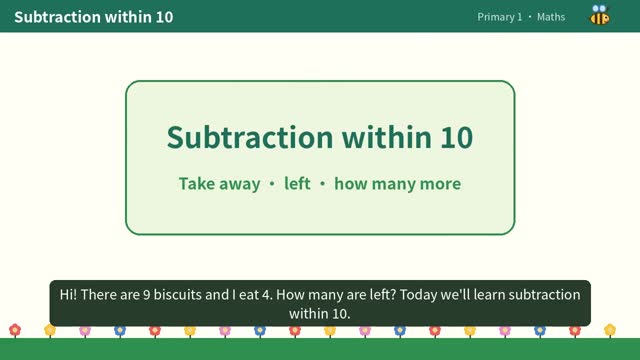 Subtraction within 10
Primary 1 • Maths
Subtraction within 10
Take away • left • how many more
Hi! There are 9 biscuits and I eat 4. How many are left? Today we'll learn subtraction
within 10.